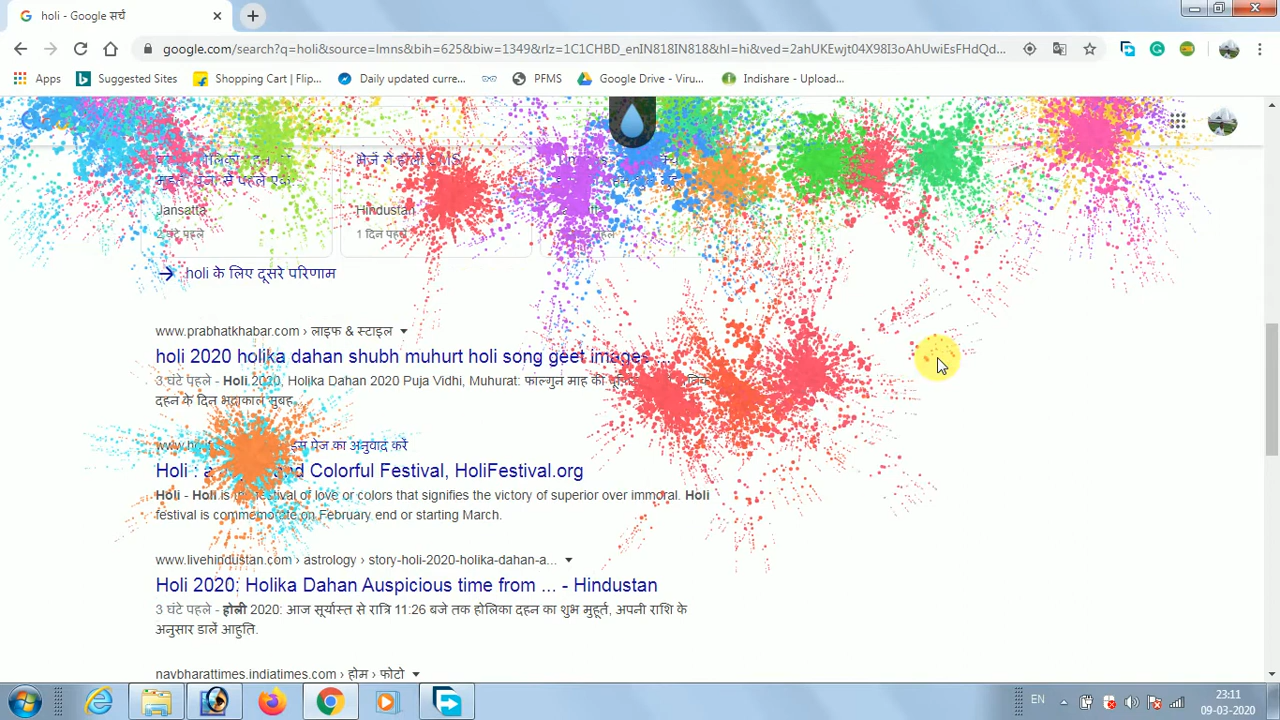 holi - Google सर्च
google.com/search?q=holi&source=lmns&bih=625&biw=1349&rlz=1C1CHBD_enIN818IN818&hl=hi&ved=2ahUKEwjt04X98I3oAhUwiEsFHdQd...
Apps Suggested Sites Shopping Cart | Flip... Daily updated curre... PFMS Google Drive - Viru... Indishare - Upload...
Jansatta Hindustan
1 दिन पहले
holi के लिए दूसरे परिणाम
www.prabhatkhabar.com › लाइफ & स्टाइल
holi 2020 holika dahan shubh muhurt holi song geet images ...
3 घंटे पहले - Holi 2020, Holika Dahan 2020 Puja Vidhi, Muhurat: फाल्गुन माह की
दहन के दिन भद्राकाल सुबह...
इस पेज का अनुवाद करें
Holi : a Colorful Festival, HoliFestival.org
Holi - Holi is festival of love or colors that signifies the victory of superior over immoral. Holi
festival is commemorate on February end or starting March.
www.livehindustan.com › astrology › story-holi-2020-holika-dahan-a...
Holi 2020: Holika Dahan Auspicious time from ... - Hindustan
3 घंटे पहले - होली 2020: आज सूर्यास्त से रात्रि 11:26 बजे तक होलिका दहन का शुभ मुहूर्त, अपनी राशि के
अनुसार डालें आहुति.
navbharattimes.indiatimes.com › होम › फोटो
EN 23:11
09-03-2020